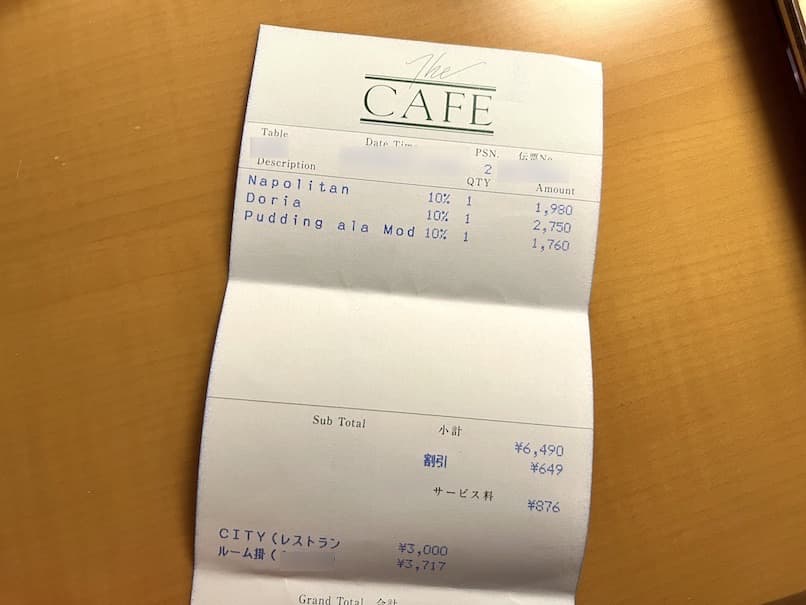 The
CAFE
Table Date Time PSN. 伝票No.
2
Description QTY Amount
Napolitan 10% 1 1,980
Doria 10% 1 2,750
Pudding ala Mod 10% 1 1,760
Sub Total 小計 ¥6,490
割引 ¥649
サービス料 ¥876
CITY(レストラン ¥3,000
ルーム掛( ¥3,717
Grand Total 合計